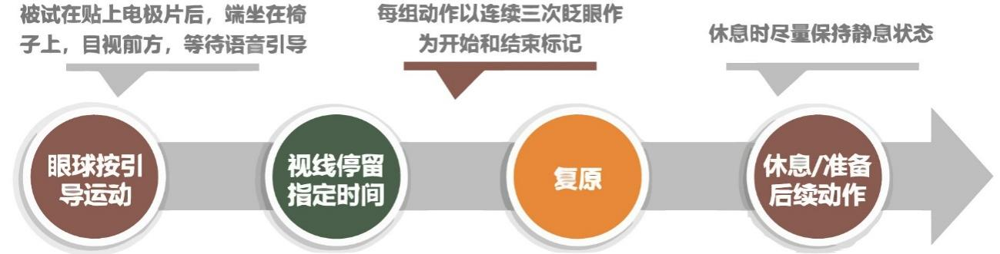 被试在贴上电极片后，端坐在椅
子上，目视前方，等待语音引导
每组动作以连续三次眨眼作
为开始和结束标记
休息时尽量保持静息状态
眼球按引
导运动
视线停留
指定时间
复原
休息/准备
后续动作